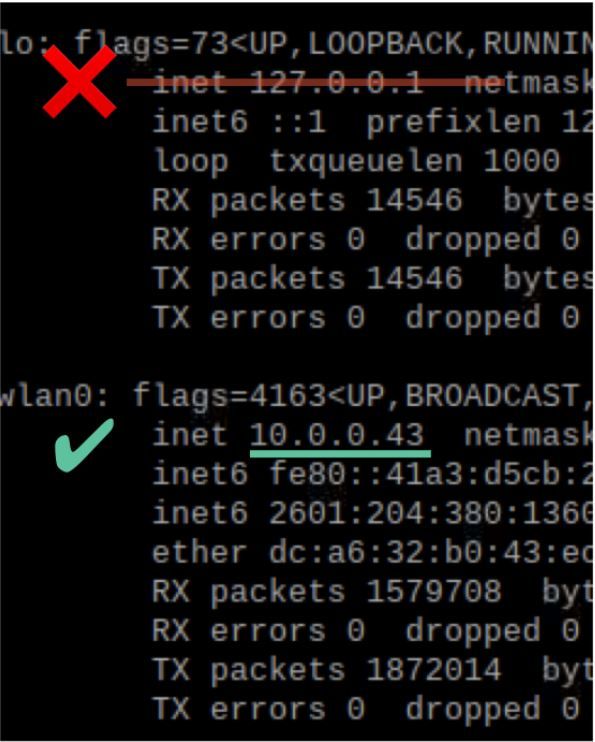 lo: flags=73<UP,LOOPBACK,RUNNIN
inet 127.0.0.1 netmask
inet6 ::1 prefixlen 12
loop txqueuelen 1000
RX packets 14546 bytes
RX errors 0 dropped 0
TX packets 14546 bytes
TX errors 0 dropped 0
wlan0: flags=4163<UP,BROADCAST,
inet 10.0.0.43 netmask
inet6 fe80::41a3:d5cb:2
inet6 2601:204:380:1360
ether dc:a6:32:b0:43:ec
RX packets 1579708 byt
RX errors 0 dropped 0
TX packets 1872014 byt
TX errors 0 dropped 0